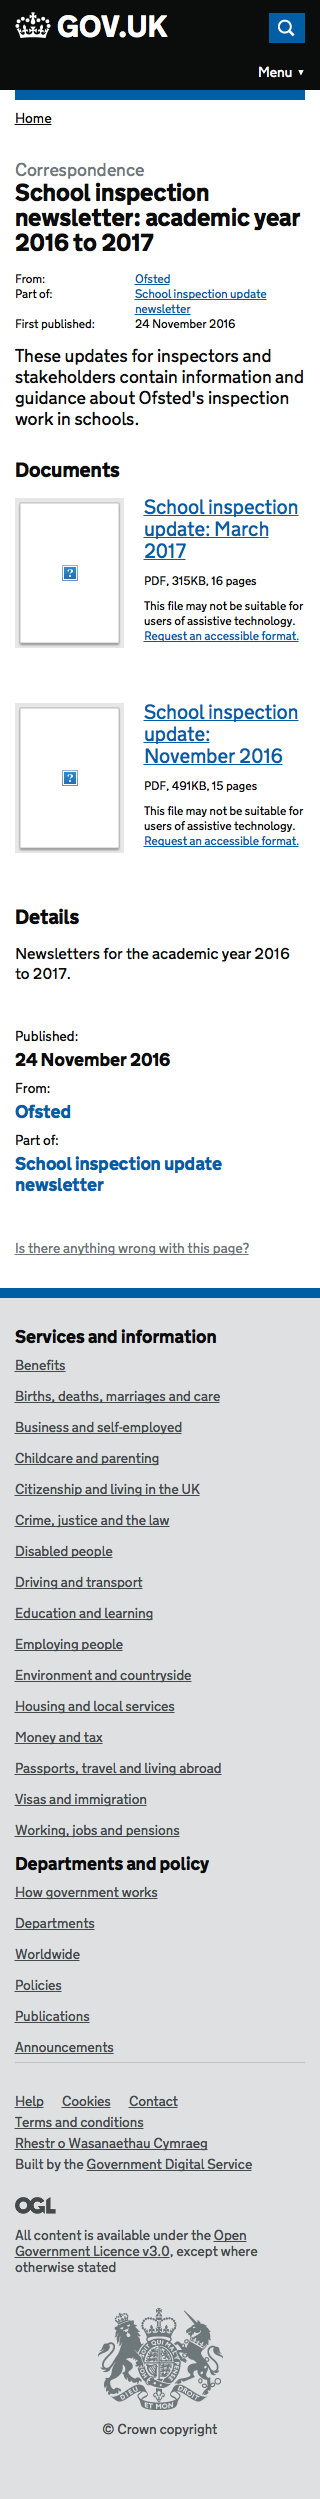 GOV.UK
Menu ▼
Home
Correspondence
School inspection
newsletter: academic year
2016 to 2017
From: Ofsted
Part of: School inspection update
newsletter
First published: 24 November 2016
These updates for inspectors and
stakeholders contain information and
guidance about Ofsted's inspection
work in schools.
Documents
School inspection
update: March
2017
PDF, 315KB, 16 pages
This file may not be suitable for
users of assistive technology.
Request an accessible format.
School inspection
update:
November 2016
PDF, 491KB, 15 pages
This file may not be suitable for
users of assistive technology.
Request an accessible format.
Details
Newsletters for the academic year 2016
to 2017.
Published:
24 November 2016
From:
Ofsted
Part of:
School inspection update
newsletter
Is there anything wrong with this page?
Services and information
Benefits
Births, deaths, marriages and care
Business and self-employed
Childcare and parenting
Citizenship and living in the UK
Crime, justice and the law
Disabled people
Driving and transport
Education and learning
Employing people
Environment and countryside
Housing and local services
Money and tax
Passports, travel and living abroad
Visas and immigration
Working, jobs and pensions
Departments and policy
How government works
Departments
Worldwide
Policies
Publications
Announcements
Help Cookies Contact
Terms and conditions
Rhestr o Wasanaethau Cymraeg
Built by the Government Digital Service
OGL
All content is available under the Open
Government Licence v3.0, except where
otherwise stated
DIEU ET MON DROIT
© Crown copyright